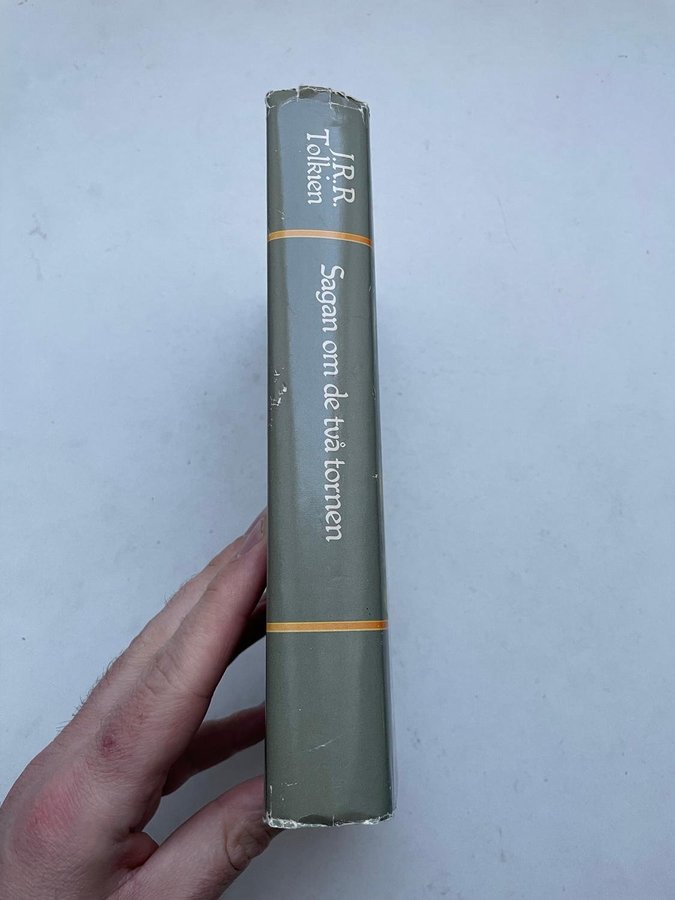 J.R.R.
Tolkien
Sagan om de två tornen